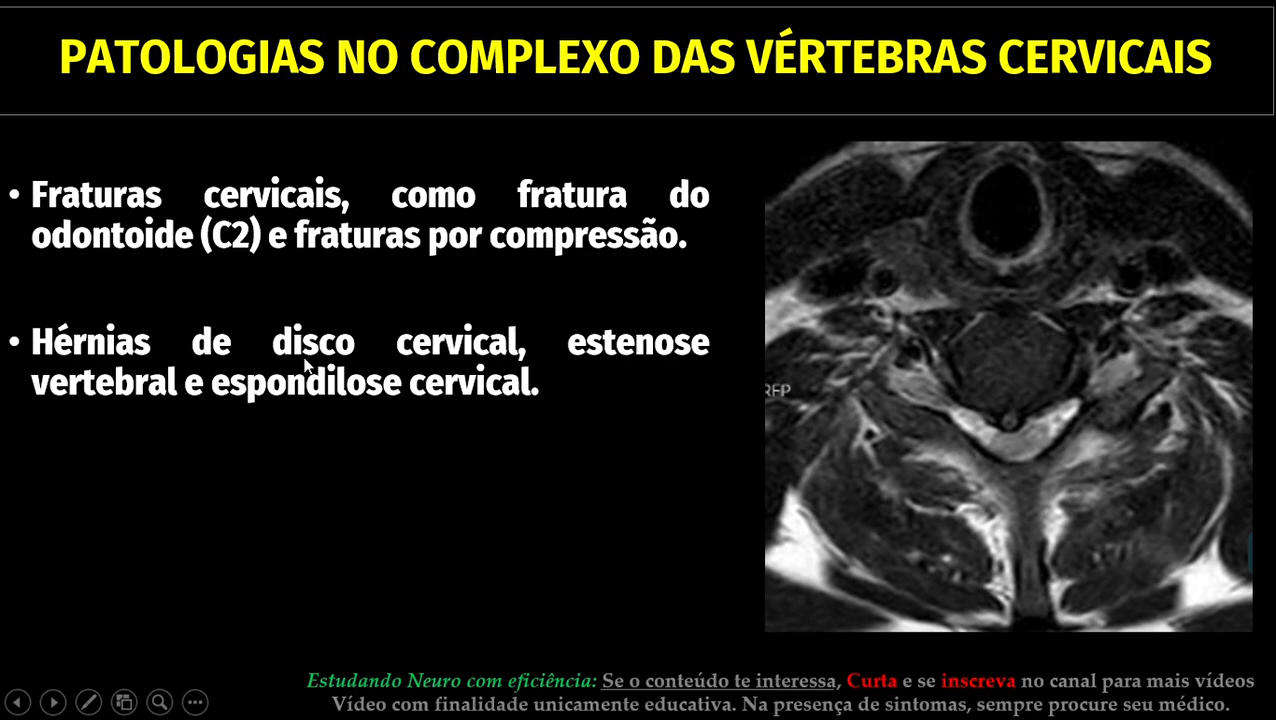 PATOLOGIAS NO COMPLEXO DAS VÉRTEBRAS CERVICAIS
• Fraturas cervicais, como fratura do
odontoide (C2) e fraturas por compressão.
• Hérnias de disco cervical, estenose
vertebral e espondilose cervical.
RFP
Estudando Neuro com eficiência: Se o conteúdo te interessa, Curta e se inscreva no canal para mais vídeos
Vídeo com finalidade unicamente educativa. Na presença de sintomas, sempre procure seu médico.